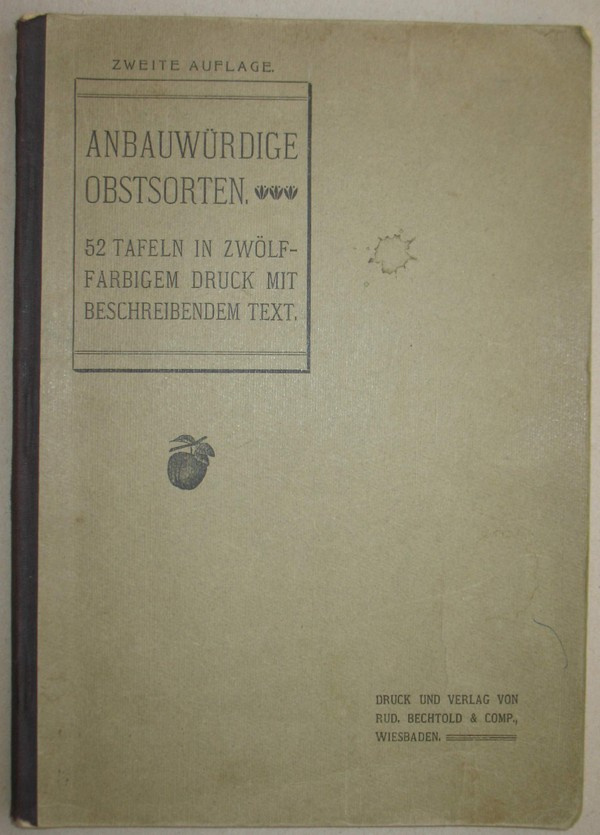 ZWEITE AUFLAGE.
ANBAUWÜRDIGE
OBSTSORTEN.
52 TAFELN IN ZWÖLF-
FARBIGEM DRUCK MIT
BESCHREIBENDEM TEXT.
DRUCK UND VERLAG VON
RUD. BECHTOLD & COMP.,
WIESBADEN.